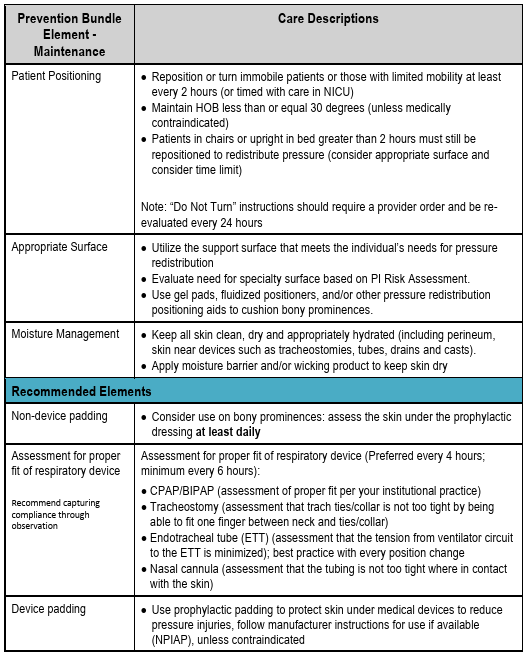 Prevention Bundle
Element -
Maintenance
Care Descriptions
Patient Positioning
• Reposition or turn immobile patients or those with limited mobility at least
every 2 hours (or timed with care in NICU)
• Maintain HOB less than or equal 30 degrees (unless medically
contraindicated)
• Patients in chairs or upright in bed greater than 2 hours must still be
repositioned to redistribute pressure (consider appropriate surface and
consider time limit)
Note: “Do Not Turn” instructions should require a provider order and be re-
evaluated every 24 hours
Appropriate Surface
• Utilize the support surface that meets the individual’s needs for pressure
redistribution
• Evaluate need for specialty surface based on PI Risk Assessment.
• Use gel pads, fluidized positioners, and/or other pressure redistribution
positioning aids to cushion bony prominences.
Moisture Management
• Keep all skin clean, dry and appropriately hydrated (including perineum,
skin near devices such as tracheostomies, tubes, drains and casts).
• Apply moisture barrier and/or wicking product to keep skin dry
Recommended Elements
Non-device padding
• Consider use on bony prominences: assess the skin under the prophylactic
dressing at least daily
Assessment for proper
fit of respiratory device
Recommend capturing
compliance through
observation
Assessment for proper fit of respiratory device (Preferred every 4 hours;
minimum every 6 hours):
• CPAP/BIPAP (assessment of proper fit per your institutional practice)
• Tracheostomy (assessment that trach ties/collar is not too tight by being
able to fit one finger between neck and ties/collar)
• Endotracheal tube (ETT) (assessment that the tension from ventilator circuit
to the ETT is minimized); best practice with every position change
• Nasal cannula (assessment that the tubing is not too tight where in contact
with the skin)
Device padding
• Use prophylactic padding to protect skin under medical devices to reduce
pressure injuries, follow manufacturer instructions for use if available
(NPIAP), unless contraindicated